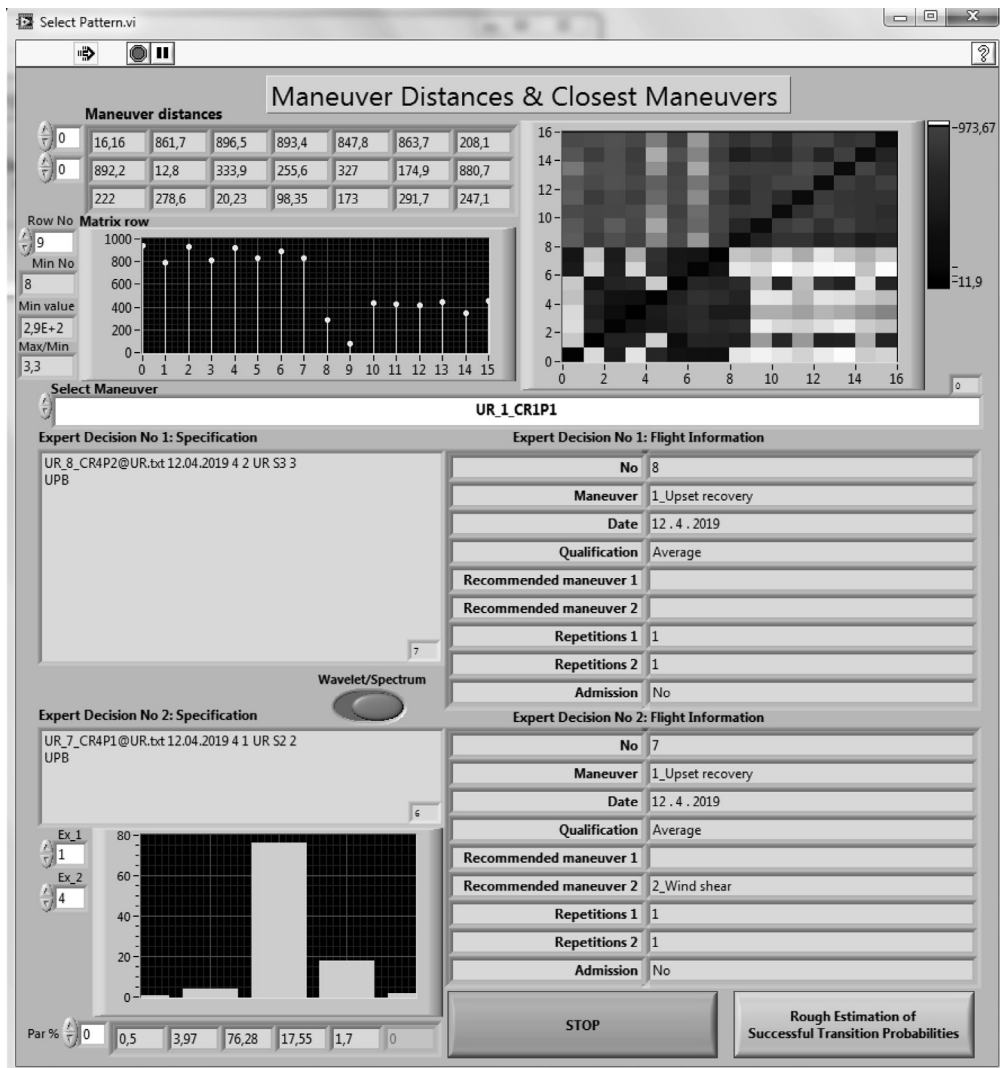 Select Pattern.vi
Maneuver Distances & Closest Maneuvers
Maneuver distances
0 16,16 861,7 896,5 893,4 847,8 863,7 208,1
0 892,2 12,8 333,9 255,6 327 174,9 880,7
222 278,6 20,23 98,35 173 291,7 247,1
16
14
12
10
8
6
4
2
0
0 2 4 6 8 10 12 14 16
973,67
11,9
0
Row No
9
Min No
8
Min value
2,9E+2
Max/Min
3,3
Matrix row
1000
800
600
400
200
0
0 1 2 3 4 5 6 7 8 9 10 11 12 13 14 15
Select Maneuver
UR_1_CR1P1
Expert Decision No 1: Specification
UR_8_CR4P2@UR.txt 12.04.2019 4 2 UR S3 3
UPB
7
Expert Decision No 1: Flight Information
No 8
Maneuver 1_Upset recovery
Date 12 . 4 . 2019
Qualification Average
Recommended maneuver 1
Recommended maneuver 2
Repetitions 1 1
Repetitions 2 1
Admission No
Wavelet/Spectrum
Expert Decision No 2: Specification
UR_7_CR4P1@UR.txt 12.04.2019 4 1 UR S2 2
UPB
6
Expert Decision No 2: Flight Information
No 7
Maneuver 1_Upset recovery
Date 12 . 4 . 2019
Qualification Average
Recommended maneuver 1
Recommended maneuver 2 2_Wind shear
Repetitions 1 1
Repetitions 2 1
Admission No
Ex_1
1
Ex_2
4
80
60
40
20
0
Par % 0 0,5 3,97 76,28 17,55 1,7 0
STOP
Rough Estimation of
Successful Transition Probabilities